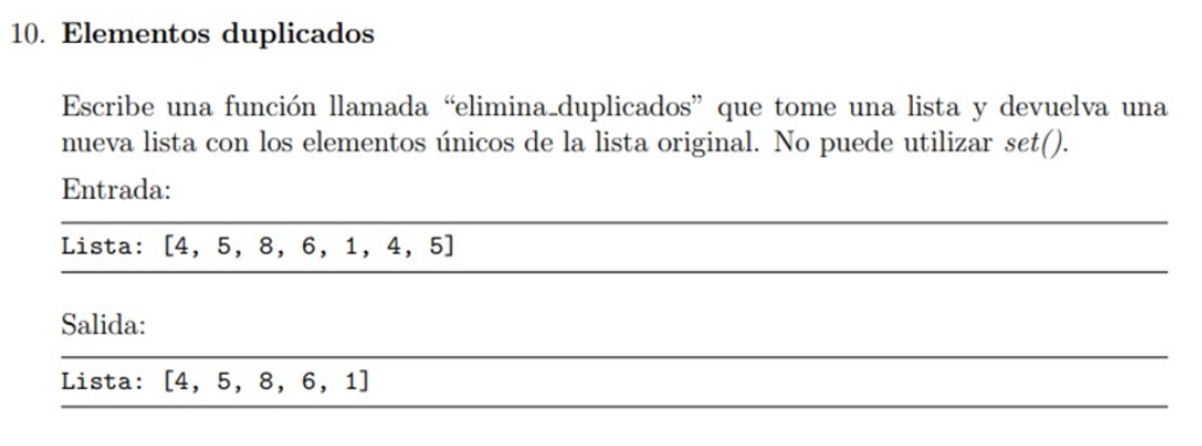 10. Elementos duplicados
Escribe una función llamada “elimina_duplicados” que tome una lista y devuelva una
nueva lista con los elementos únicos de la lista original. No puede utilizar set().
Entrada:
Lista: [4, 5, 8, 6, 1, 4, 5]
Salida:
Lista: [4, 5, 8, 6, 1]